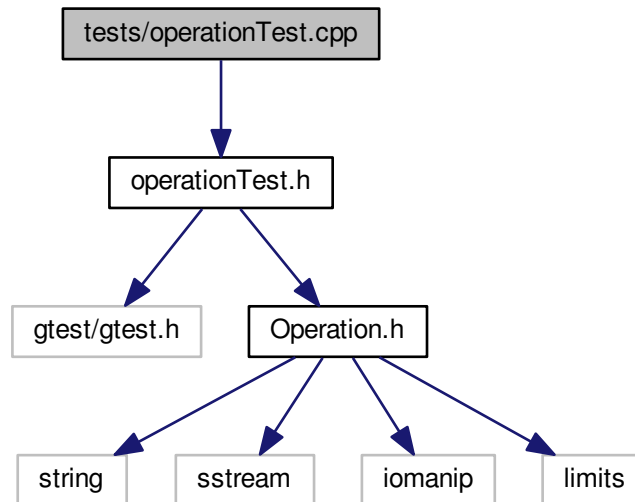 tests/operationTest.cpp
operationTest.h
gtest/gtest.h
Operation.h
string
sstream
iomanip
limits